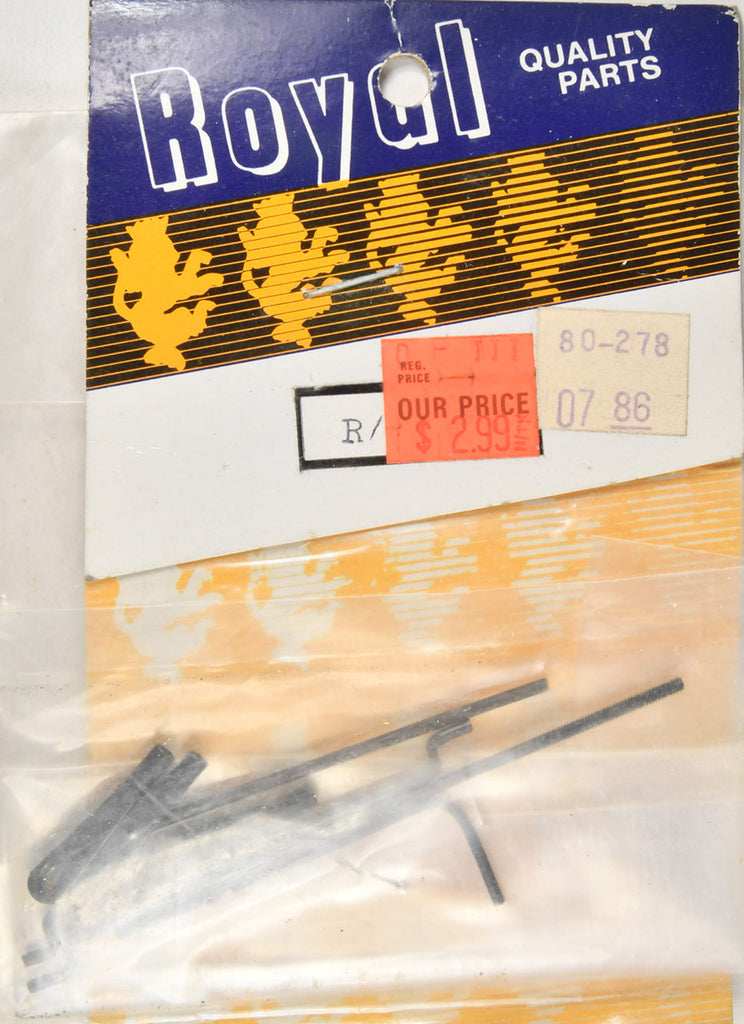 Royal
QUALITY
PARTS
REG.
PRICE
OUR PRICE
$ 2.99
80-278
07 86
R/